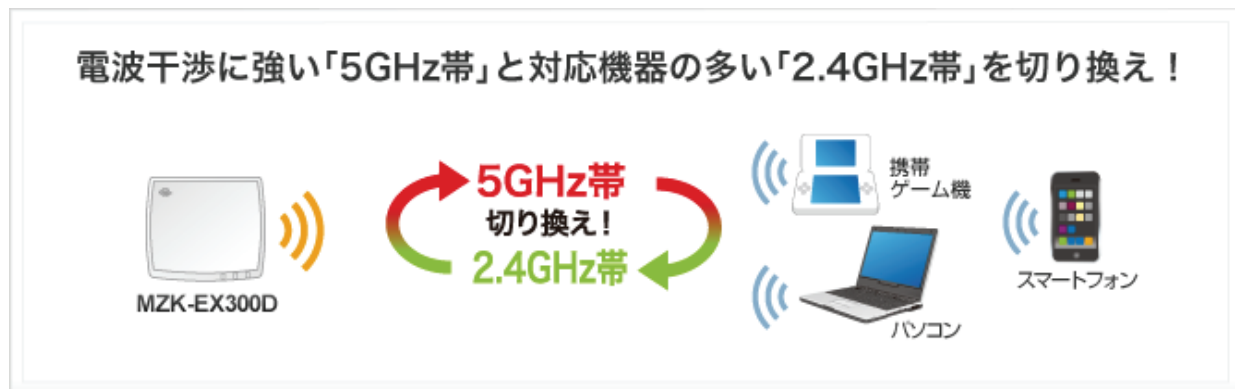 電波干渉に強い「5GHz帯」と対応機器の多い「2.4GHz帯」を切り換え！
MZK-EX300D
5GHz帯
切り換え！
2.4GHz帯
携帯
ゲーム機
パソコン
スマートフォン